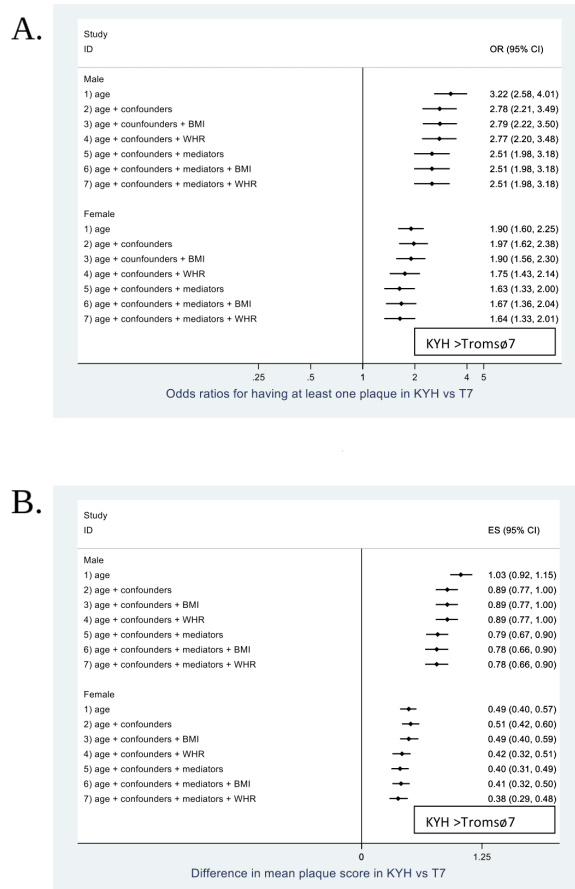 A.
Study
ID OR (95% CI)
Male
1) age 3.22 (2.58, 4.01)
2) age + confounders 2.78 (2.21, 3.49)
3) age + counfounders + BMI 2.79 (2.22, 3.50)
4) age + confounders + WHR 2.77 (2.20, 3.48)
5) age + confounders + mediators 2.51 (1.98, 3.18)
6) age + confounders + mediators + BMI 2.51 (1.98, 3.18)
7) age + confounders + mediators + WHR 2.51 (1.98, 3.18)
Female
1) age 1.90 (1.60, 2.25)
2) age + confounders 1.97 (1.62, 2.38)
3) age + counfounders + BMI 1.90 (1.56, 2.30)
4) age + confounders + WHR 1.75 (1.43, 2.14)
5) age + confounders + mediators 1.63 (1.33, 2.00)
6) age + confounders + mediators + BMI 1.67 (1.36, 2.04)
7) age + confounders + mediators + WHR 1.64 (1.33, 2.01)
KYH >Tromsø7
.25 .5 1 2 4 5
Odds ratios for having at least one plaque in KYH vs T7
B.
Study
ID ES (95% CI)
Male
1) age 1.03 (0.92, 1.15)
2) age + confounders 0.89 (0.77, 1.00)
3) age + confounders + BMI 0.89 (0.77, 1.00)
4) age + confounders + WHR 0.89 (0.77, 1.00)
5) age + confounders + mediators 0.79 (0.67, 0.90)
6) age + confounders + mediators + BMI 0.78 (0.66, 0.90)
7) age + confounders + mediators + WHR 0.78 (0.66, 0.90)
Female
1) age 0.49 (0.40, 0.57)
2) age + confounders 0.51 (0.42, 0.60)
3) age + confounders + BMI 0.49 (0.40, 0.59)
4) age + confounders + WHR 0.42 (0.32, 0.51)
5) age + confounders + mediators 0.40 (0.31, 0.49)
6) age + confounders + mediators + BMI 0.41 (0.32, 0.50)
7) age + confounders + mediators + WHR 0.38 (0.29, 0.48)
KYH >Tromsø7
0 1.25
Difference in mean plaque score in KYH vs T7